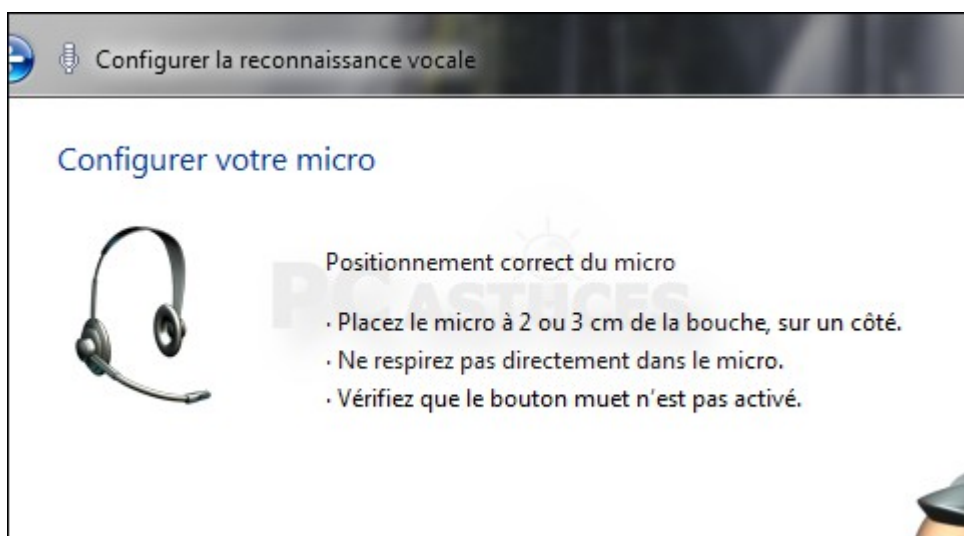 Configurer la reconnaissance vocale
Configurer votre micro
Positionnement correct du micro
PC ASTUCES
· Placez le micro à 2 ou 3 cm de la bouche, sur un côté.
· Ne respirez pas directement dans le micro.
· Vérifiez que le bouton muet n'est pas activé.